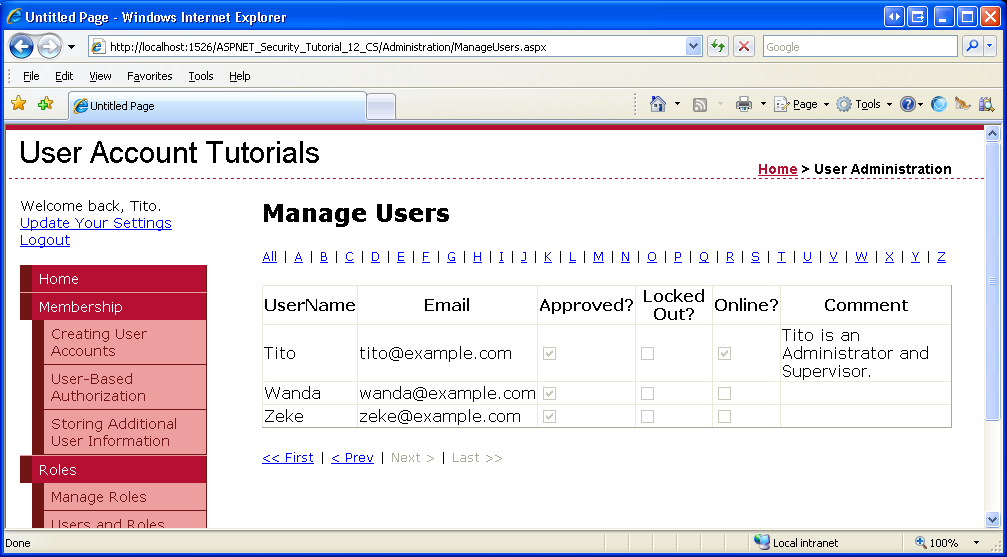 Untitled Page - Windows Internet Explorer
http://localhost:1526/ASPNET_Security_Tutorial_12_CS/Administration/ManageUsers.aspx
Google
File Edit View Favorites Tools Help
Untitled Page
Page Tools
User Account Tutorials
Home > User Administration
Welcome back, Tito.
Update Your Settings
Logout
Manage Users
All | A | B | C | D | E | F | G | H | I | J | K | L | M | N | O | P | Q | R | S | T | U | V | W | X | Y | Z
Home
Membership
Creating User
Accounts
User-Based
Authorization
Storing Additional
User Information
Roles
Manage Roles
Users and Roles
UserName Email Approved? Locked Out? Online? Comment
Tito tito@example.com Tito is an
Administrator and
Supervisor.
Wanda wanda@example.com
Zeke zeke@example.com
<< First | < Prev | Next > | Last >>
Done
Local intranet
100%